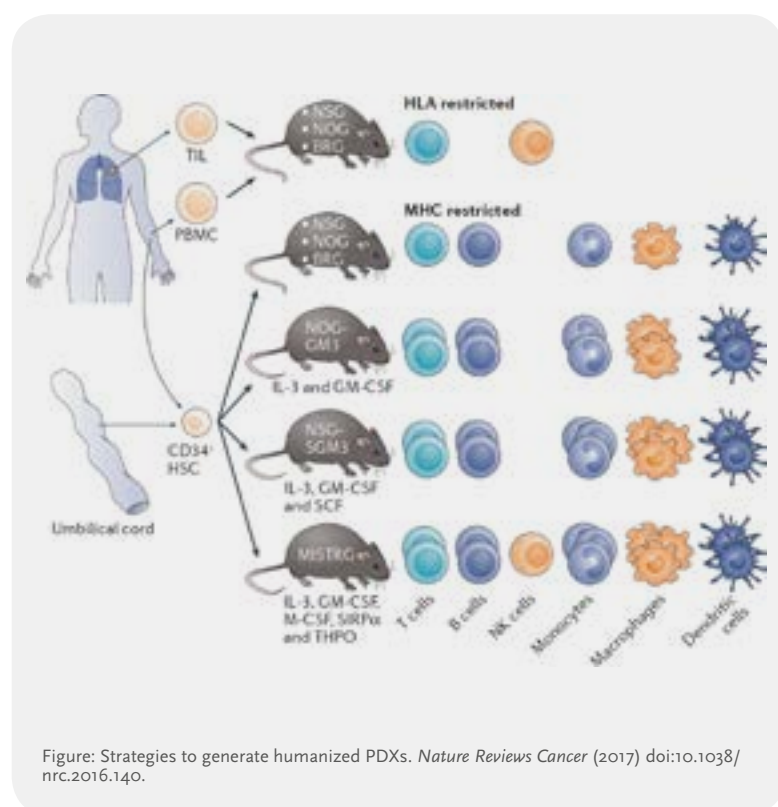 HLA restricted
• NSG
• NOG
• BRG
TIL
PBMC
MHC restricted
• NSG
• NOG
• BRG
NOG-
GM3
IL-3 and GM-CSF
CD34⁺
HSC
NSG-
SGM3
IL-3, GM-CSF
and SCF
Umbilical cord
MISTRG
IL-3, GM-CSF,
M-CSF, SIRPα
and THPO
T cells
B cells
NK cells
Monocytes
Macrophages
Dendritic
cells
Figure: Strategies to generate humanized PDXs. Nature Reviews Cancer (2017) doi:10.1038/
nrc.2016.140.